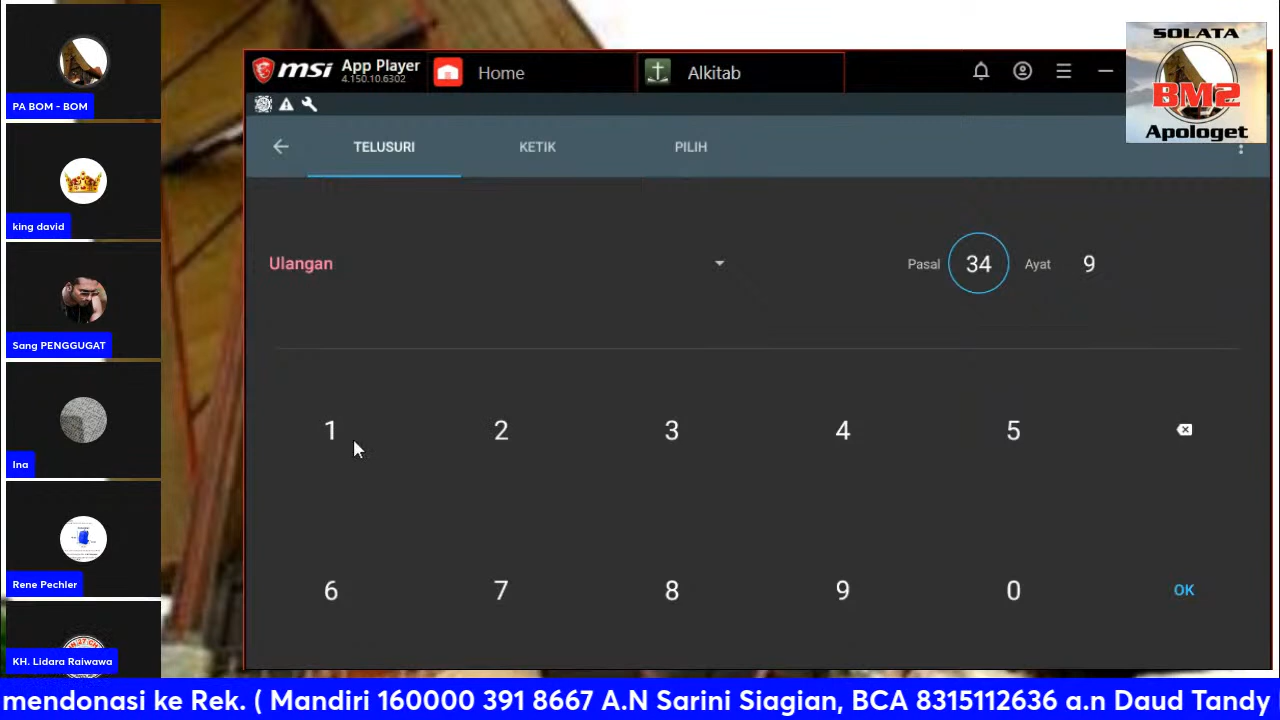 PA BOM - BOM
king david
Sang PENGGUGAT
Ina
Rene Pechler
KH. Lidara Raiwawa
msi App Player
4.150.10.6302
Home
Alkitab
SOLATA
BM2
Apologet
TELUSURI
KETIK
PILIH
Ulangan
Pasal 34 Ayat 9
1 2 3 4 5
6 7 8 9 0 OK
mendonasi ke Rek. ( Mandiri 160000 391 8667 A.N Sarini Siagian, BCA 8315112636 a.n Daud Tandy